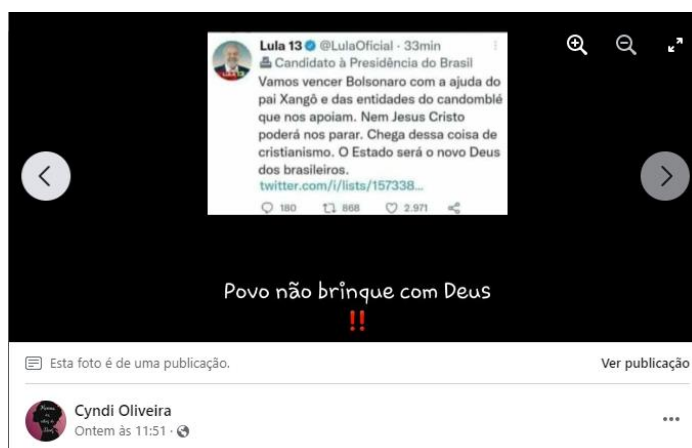 Lula 13 @LulaOficial · 33min
Candidato à Presidência do Brasil
Vamos vencer Bolsonaro com a ajuda do
pai Xangô e das entidades do candomblé
que nos apoiam. Nem Jesus Cristo
poderá nos parar. Chega dessa coisa de
cristianismo. O Estado será o novo Deus
dos brasileiros.
twitter.com/i/lists/157338...
180 868 2.971
Povo não brinque com Deus
‼
Esta foto é de uma publicação. Ver publicação
Cyndi Oliveira
Ontem às 11:51 ·